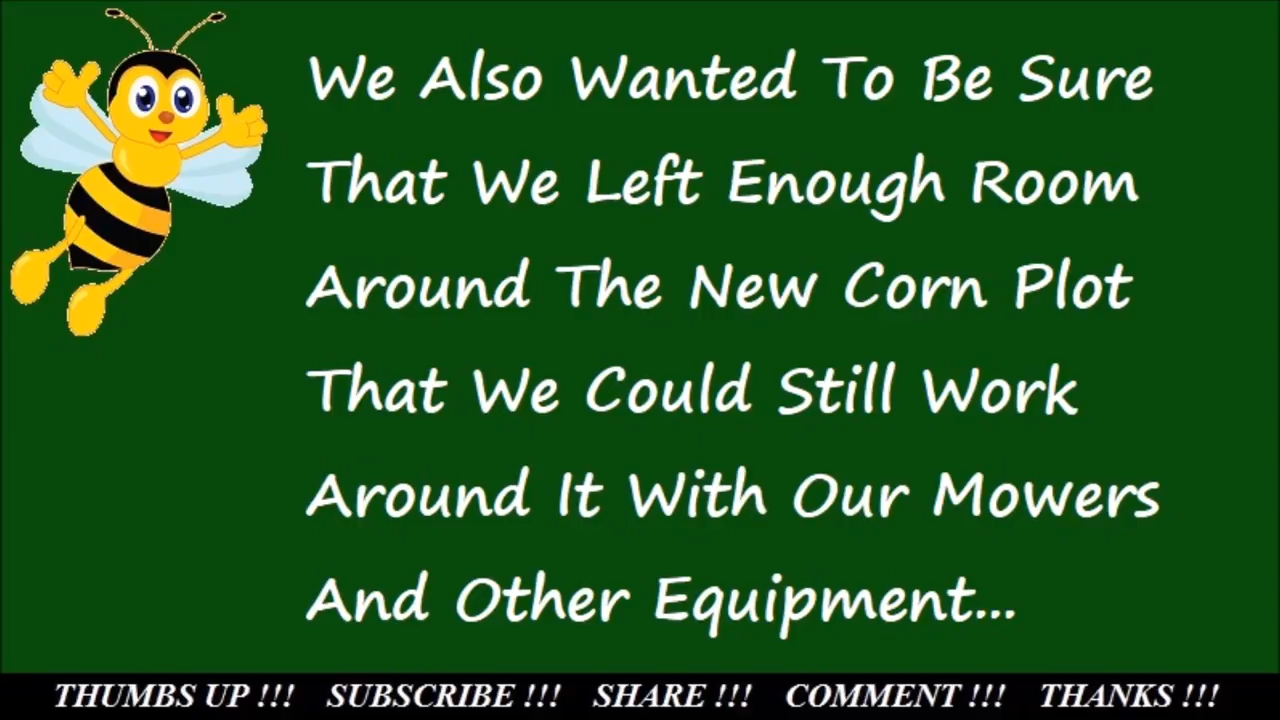 We Also Wanted To Be Sure
That We Left Enough Room
Around The New Corn Plot
That We Could Still Work
Around It With Our Mowers
And Other Equipment...
THUMBS UP !!! SUBSCRIBE !!! SHARE !!! COMMENT !!! THANKS !!!